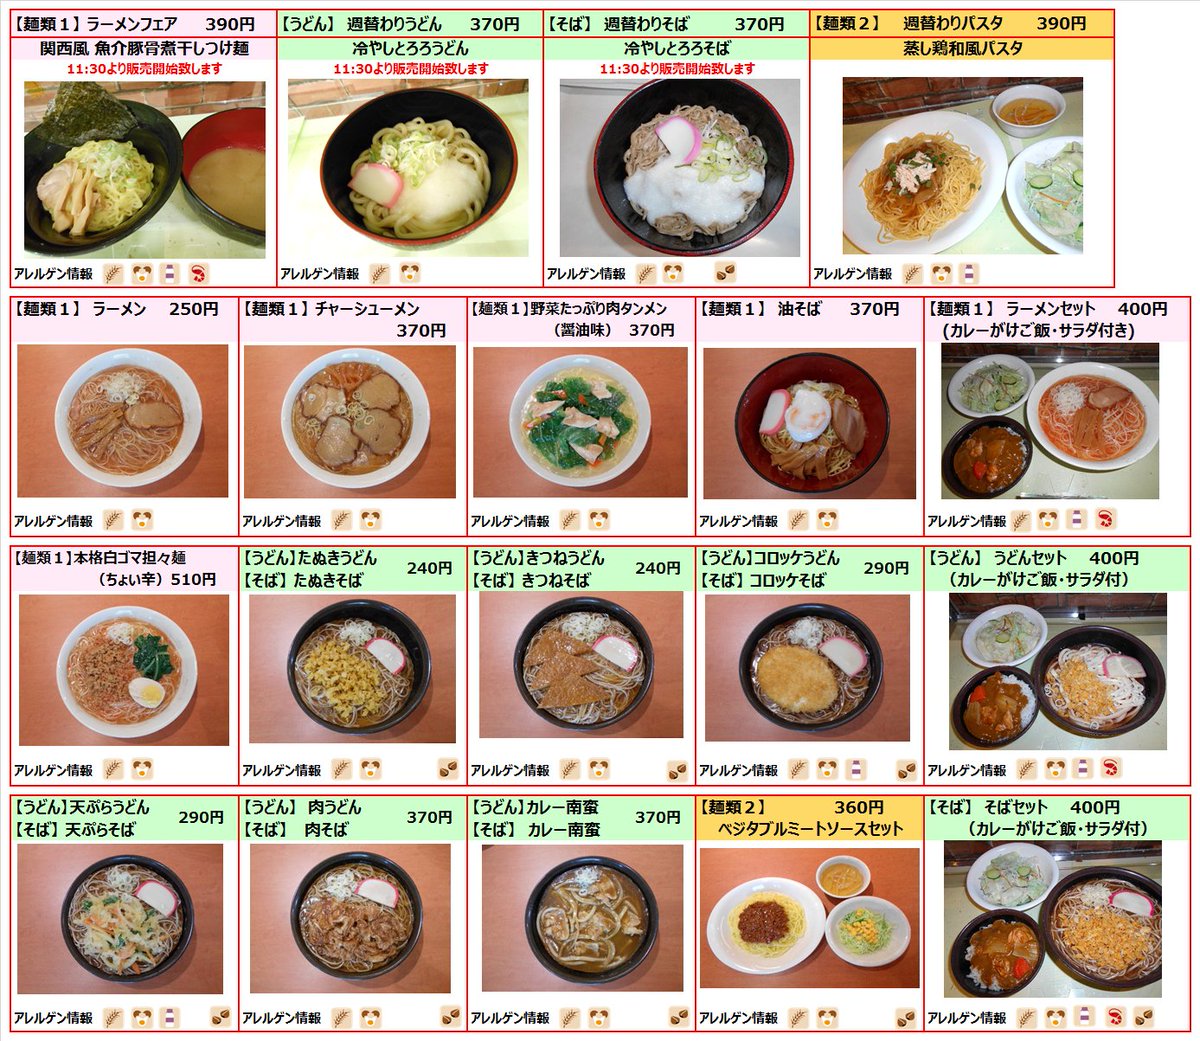 【麺類１】 ラーメンフェア 390円
関西風 魚介豚骨煮干しつけ麺
11:30より販売開始致します
アレルゲン情報
【うどん】 週替わりうどん 370円
冷やしとろろうどん
11:30より販売開始致します
アレルゲン情報
【そば】 週替わりそば 370円
冷やしとろろそば
11:30より販売開始致します
アレルゲン情報
【麺類２】 週替わりパスタ 390円
蒸し鶏和風パスタ
アレルゲン情報
【麺類１】 ラーメン 250円
アレルゲン情報
【麺類１】 チャーシューメン
370円
アレルゲン情報
【麺類１】野菜たっぷり肉タンメン
（醤油味） 370円
アレルゲン情報
【麺類１】 油そば 370円
アレルゲン情報
【麺類１】 ラーメンセット 400円
(カレーがけご飯・サラダ付き)
アレルゲン情報
【麺類１】本格白ゴマ担々麺
（ちょい辛）510円
アレルゲン情報
【うどん】たぬきうどん
【そば】 たぬきそば
240円
アレルゲン情報
【うどん】きつねうどん
【そば】 きつねそば
240円
アレルゲン情報
【うどん】コロッケうどん
【そば】 コロッケそば
290円
アレルゲン情報
【うどん】 うどんセット 400円
（カレーがけご飯・サラダ付）
アレルゲン情報
【うどん】天ぷらうどん
【そば】 天ぷらそば
290円
アレルゲン情報
【うどん】 肉うどん
【そば】 肉そば
370円
アレルゲン情報
【うどん】カレー南蛮
【そば】 カレー南蛮
370円
アレルゲン情報
【麺類２】 360円
ベジタブルミートソースセット
アレルゲン情報
【そば】 そばセット 400円
（カレーがけご飯・サラダ付）
アレルゲン情報